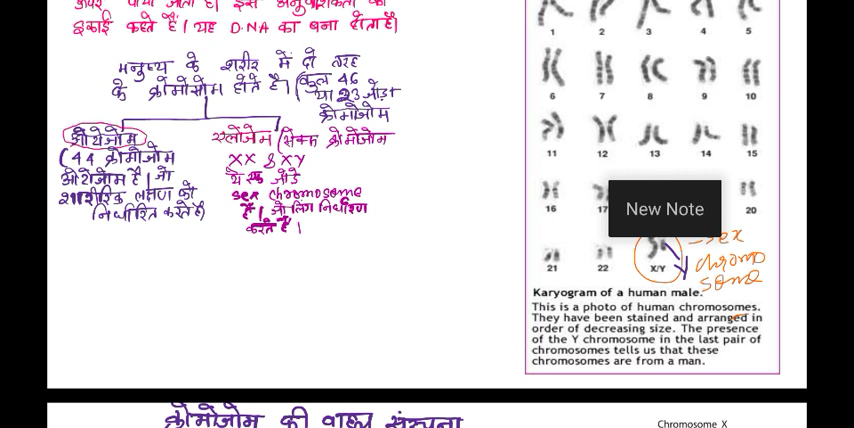 इकाई कहते हैं। यह DNA का बना होता है।
मनुष्य के शरीर में दो तरह
के क्रोमोसोम होते हैं। (कुल 46
या 23 जोड़ा
क्रोमोजोम
ओटोजोम
(44 क्रोमोजोम
ओटोजोम है। जो
शारीरिक लक्षण को
निर्धारित करते है)
एलोजोम / सेक्स क्रोमोजोम
XX & XY
ये एक जोड़े
sex chromosome
हैं। जो लिंग निर्धारण
करते हैं।
1 2 3 4 5
6 7 8 9 10
11 12 13 14 15
16 17 20
New Note
21 22 X/Y
Y
sex
chromo
some
Karyogram of a human male.
This is a photo of human chromosomes.
They have been stained and arranged in
order of decreasing size. The presence
of the Y chromosome in the last pair of
chromosomes tells us that these
chromosomes are from a man.
क्रोमोजोम की बाह्य संरचना
Chromosome X